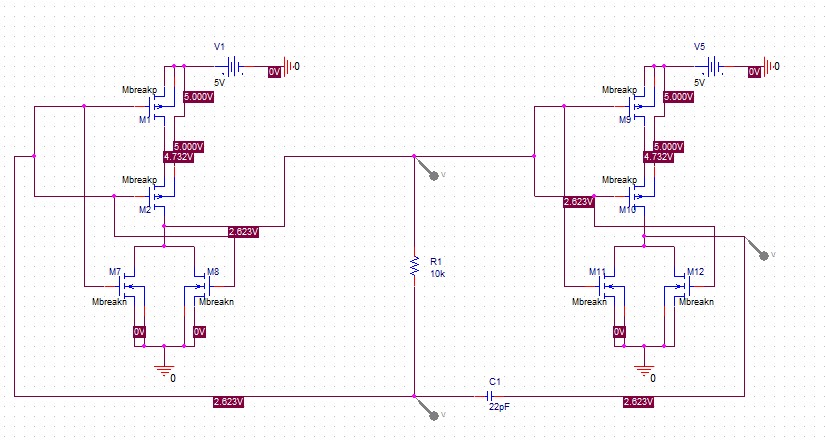 V1
V5
0V
0
0V
0
5V
5V
Mbreakp
Mbreakp
5.000V
5.000V
M1
M9
5.000V
5.000V
4.732V
4.732V
V
Mbreakp
Mbreakp
2.623V
M2
M10
2.623V
V
R1
10k
M7
M8
M11
M12
Mbreakn
Mbreakn
Mbreakn
Mbreakn
0V
0V
0V
0
0
C1
22pF
2.623V
2.623V
V